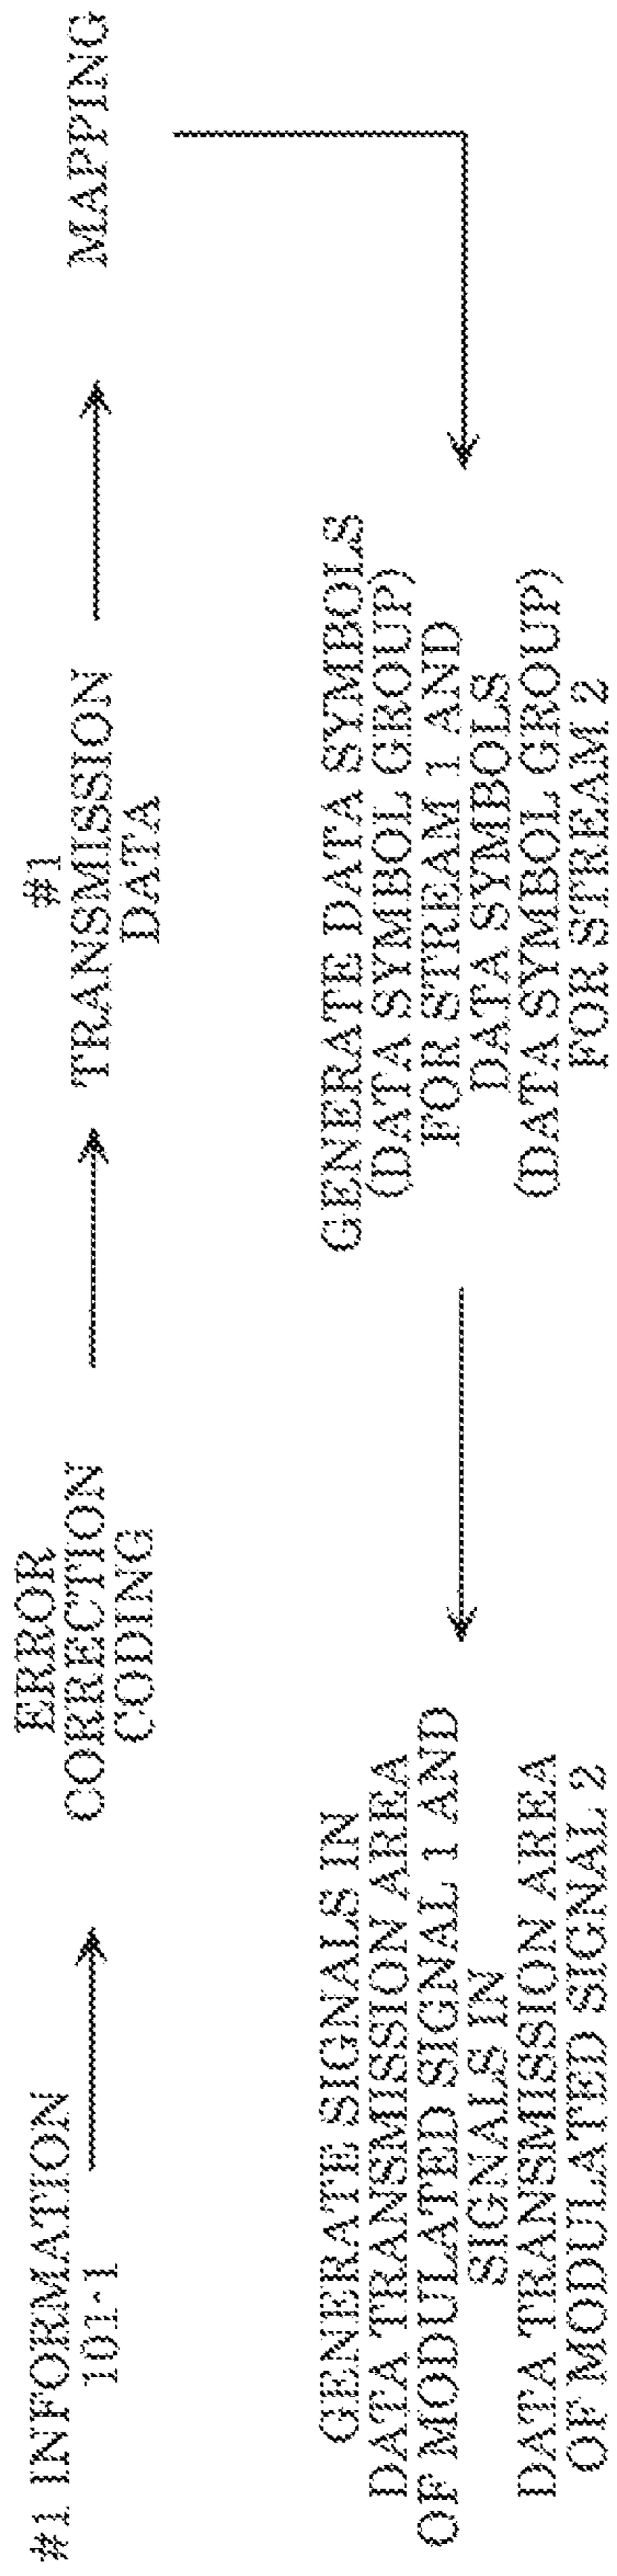 #1 INFORMATION
101-1
ERROR
CORRECTION
CODING
#1
TRANSMISSION
DATA
MAPPING
GENERATE DATA SYMBOLS
(DATA SYMBOL GROUP)
FOR STREAM 1 AND
DATA SYMBOLS
(DATA SYMBOL GROUP)
FOR STREAM 2
GENERATE SIGNALS IN
DATA TRANSMISSION AREA
OF MODULATED SIGNAL 1 AND
SIGNALS IN
DATA TRANSMISSION AREA
OF MODULATED SIGNAL 2